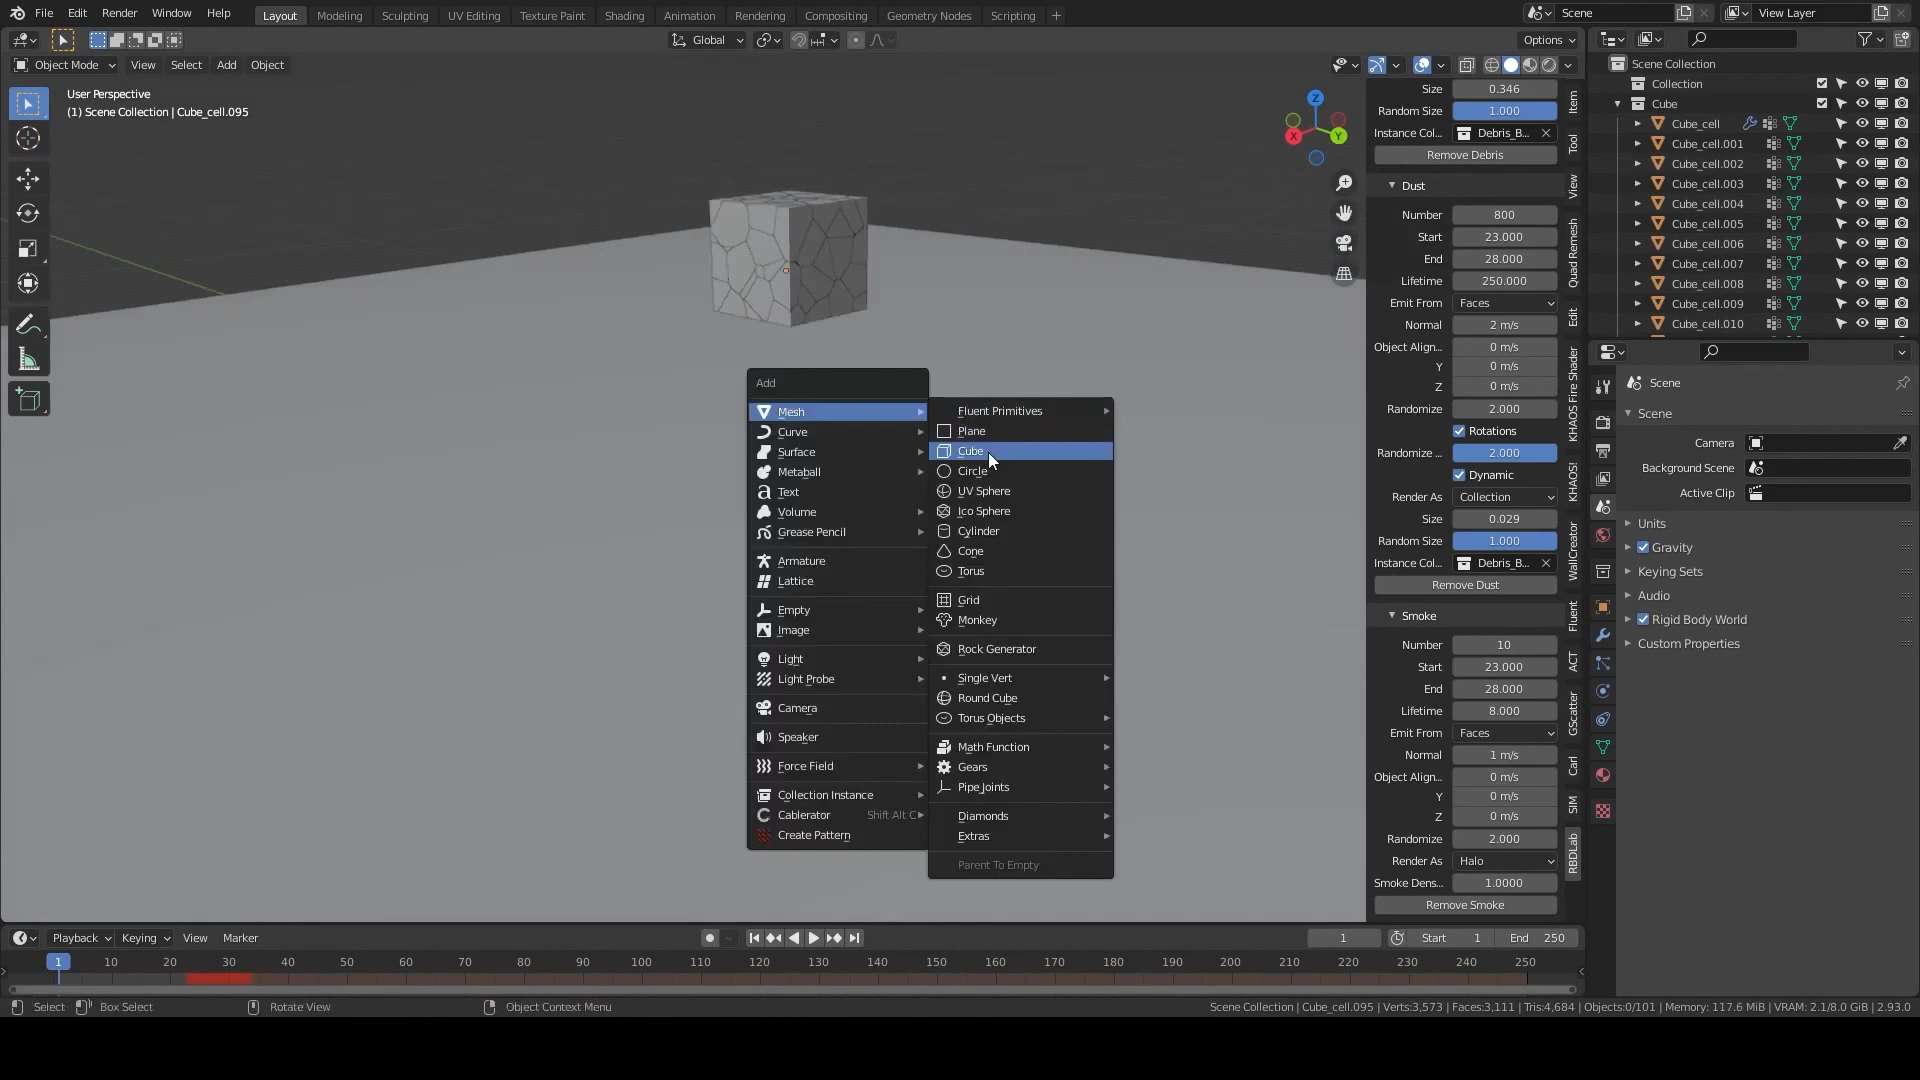 File Edit Render Window Help Layout Modeling Sculpting UV Editing Texture Paint Shading Animation Rendering Compositing Geometry Nodes Scripting + Scene View Layer
Global Options
Object Mode View Select Add Object
User Perspective
(1) Scene Collection | Cube_cell.095
Z
X
Y
Add
Mesh
Curve
Surface
Metaball
Text
Volume
Grease Pencil
Armature
Lattice
Empty
Image
Light
Light Probe
Camera
Speaker
Force Field
Collection Instance
Cablerator Shift Alt C
Create Pattern
Fluent Primitives
Plane
Cube
Circle
UV Sphere
Ico Sphere
Cylinder
Cone
Torus
Grid
Monkey
Rock Generator
Single Vert
Round Cube
Torus Objects
Math Function
Gears
Pipe Joints
Diamonds
Extras
Parent To Empty
Size 0.346
Random Size 1.000
Instance Col... Debris_B...
Remove Debris
Dust
Number 800
Start 23.000
End 28.000
Lifetime 250.000
Emit From Faces
Normal 2 m/s
Object Align... 0 m/s
Y 0 m/s
Z 0 m/s
Randomize 2.000
Rotations
Randomize ... 2.000
Dynamic
Render As Collection
Size 0.029
Random Size 1.000
Instance Col... Debris_B...
Remove Dust
Smoke
Number 10
Start 23.000
End 28.000
Lifetime 8.000
Emit From Faces
Normal 1 m/s
Object Align... 0 m/s
Y 0 m/s
Z 0 m/s
Randomize 2.000
Render As Halo
Smoke Dens... 1.0000
Remove Smoke
Item
Tool
View
Quad Remesh
Edit
KHAOS Fire Shader
KHAOS!
WallCreator
Fluent
ACT
GScatter
Carl
SIM
RBDLab
Scene Collection
Collection
Cube
Cube_cell
Cube_cell.001
Cube_cell.002
Cube_cell.003
Cube_cell.004
Cube_cell.005
Cube_cell.006
Cube_cell.007
Cube_cell.008
Cube_cell.009
Cube_cell.010
Scene
Scene
Camera
Background Scene
Active Clip
Units
Gravity
Keying Sets
Audio
Rigid Body World
Custom Properties
Playback Keying View Marker 1 Start 1 End 250
1 10 20 30 40 50 60 70 80 90 100 110 120 130 140 150 160 170 180 190 200 210 220 230 240 250
Select Box Select Rotate View Object Context Menu Scene Collection | Cube_cell.095 | Verts:3,573 | Faces:3,111 | Tris:4,684 | Objects:0/101 | Memory: 117.6 MiB | VRAM: 2.1/8.0 GiB | 2.93.0